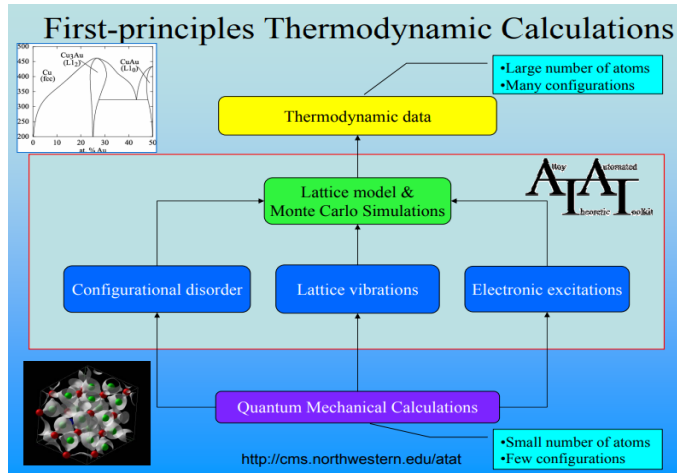 First-principles Thermodynamic Calculations
500
450
400
350
300
250
200
Cu
(fcc)
Cu3Au
(L12)
CuAu
(L10)
0
10
20
30
40
50
at. % Au
•Large number of atoms
•Many configurations
Thermodynamic data
Lattice model &
Monte Carlo Simulations
Alloy Automated
Theoretic Toolkit
Configurational disorder
Lattice vibrations
Electronic excitations
Quantum Mechanical Calculations
•Small number of atoms
•Few configurations
http://cms.northwestern.edu/atat